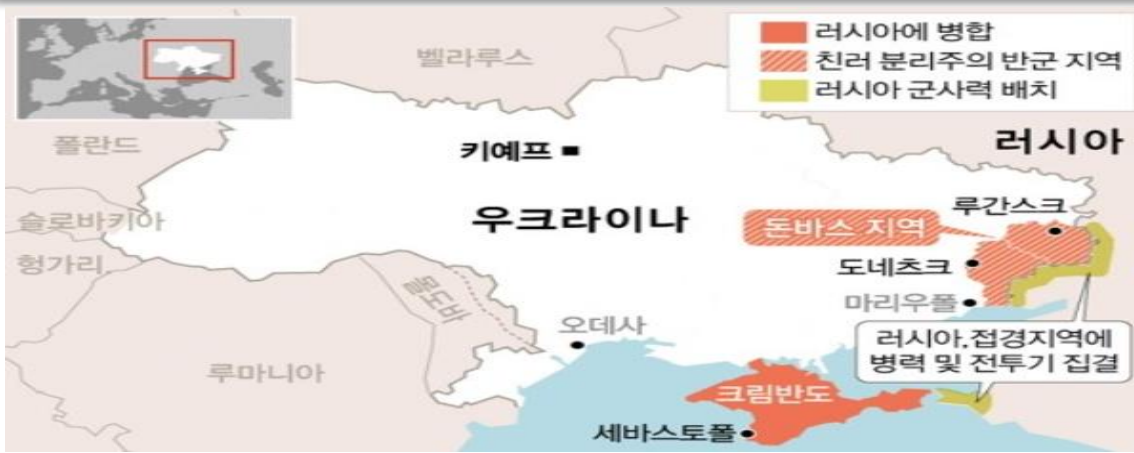 러시아에 병합
친러 분리주의 반군 지역
러시아 군사력 배치
벨라루스
폴란드
키예프
러시아
슬로바키아
우크라이나
루간스크
돈바스 지역
헝가리
도네츠크
몰도바
마리우폴
오데사
러시아,접경지역에
병력 및 전투기 집결
루마니아
크림반도
세바스토폴